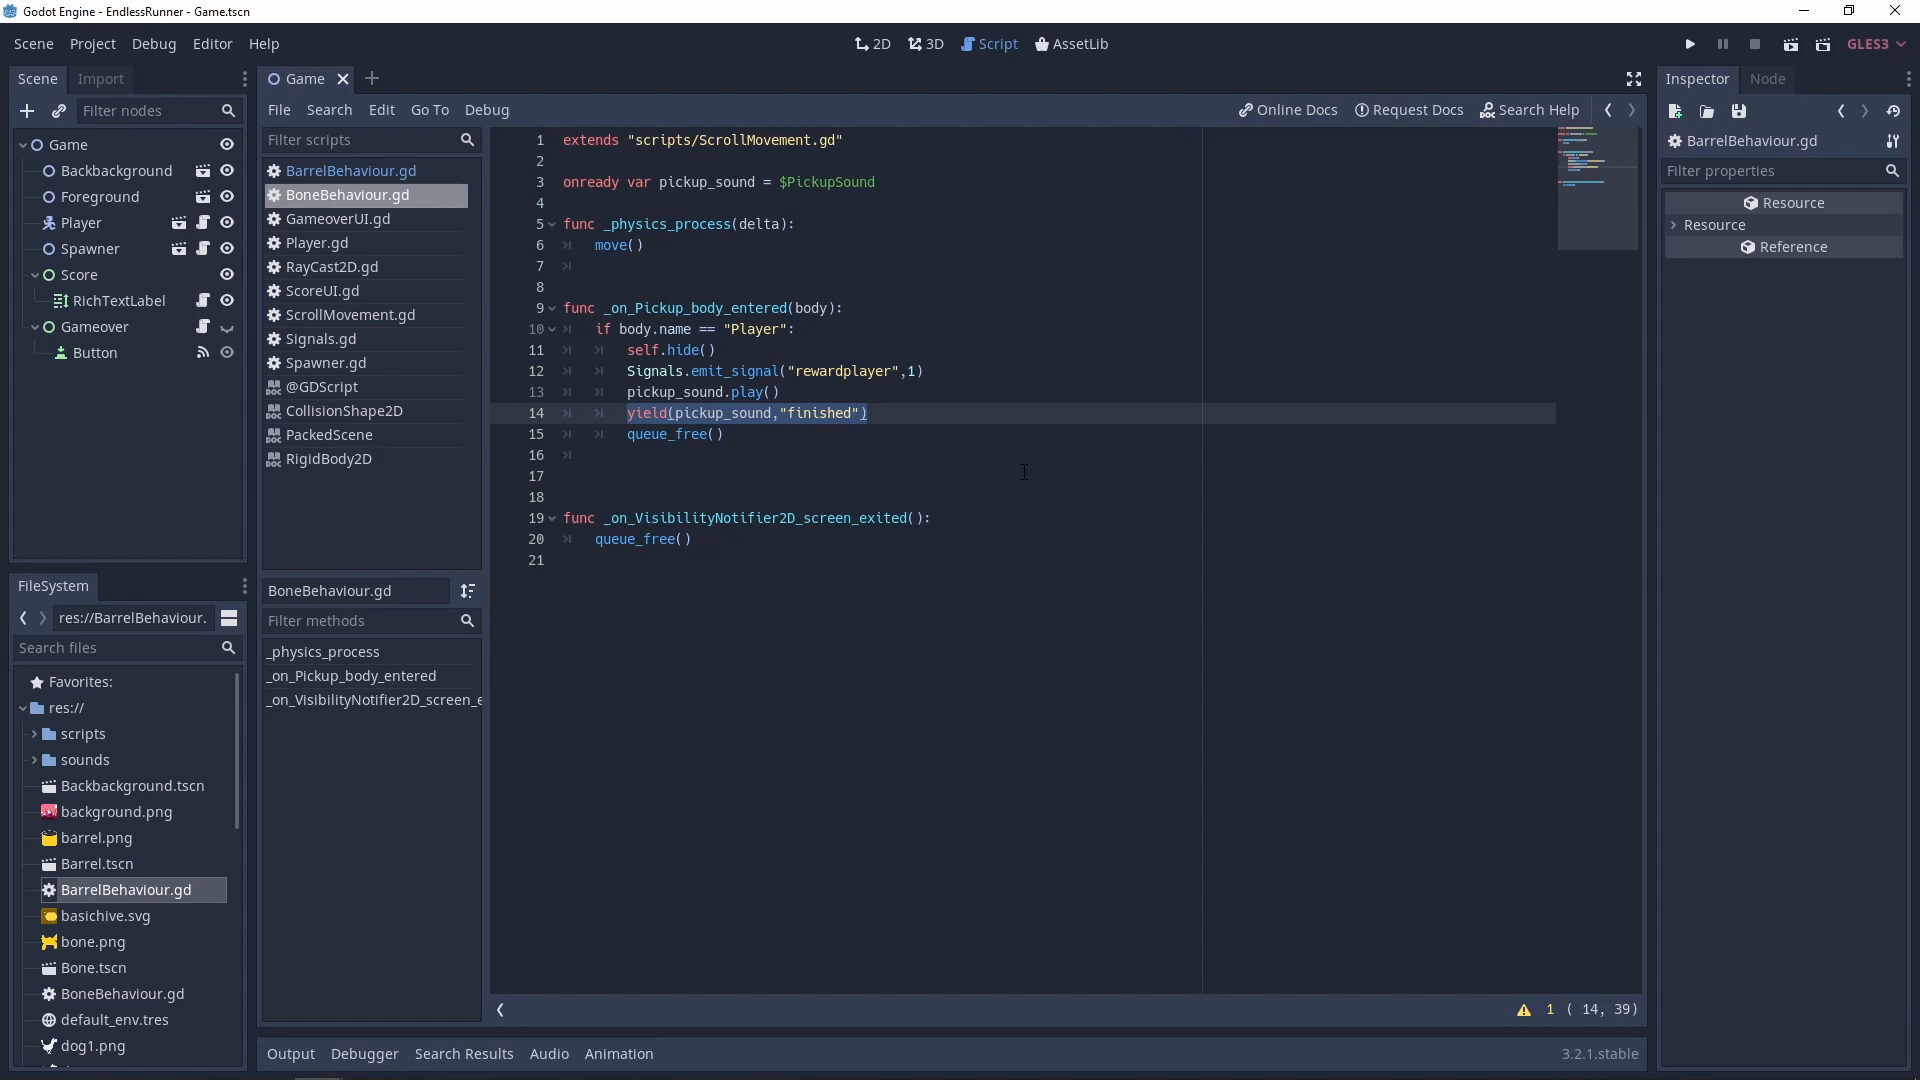 Godot Engine - EndlessRunner - Game.tscn
Scene Project Debug Editor Help
2D 3D Script AssetLib
GLES3
Scene Import
Filter nodes
Game
Backbackground
Foreground
Player
Spawner
Score
RichTextLabel
Gameover
Button
FileSystem
res://BarrelBehaviour.
Search files
Favorites:
res://
scripts
sounds
Backbackground.tscn
background.png
barrel.png
Barrel.tscn
BarrelBehaviour.gd
basichive.svg
bone.png
Bone.tscn
BoneBehaviour.gd
default_env.tres
dog1.png
Game
File Search Edit Go To Debug
Online Docs Request Docs Search Help
Filter scripts
BarrelBehaviour.gd
BoneBehaviour.gd
GameoverUI.gd
Player.gd
RayCast2D.gd
ScoreUI.gd
ScrollMovement.gd
Signals.gd
Spawner.gd
@GDScript
CollisionShape2D
PackedScene
RigidBody2D
BoneBehaviour.gd
Filter methods
_physics_process
_on_Pickup_body_entered
_on_VisibilityNotifier2D_screen_e
1 extends "scripts/ScrollMovement.gd"
2
3 onready var pickup_sound = $PickupSound
4
5 func _physics_process(delta):
6 move()
7
8
9 func _on_Pickup_body_entered(body):
10 if body.name == "Player":
11 self.hide()
12 Signals.emit_signal("rewardplayer",1)
13 pickup_sound.play()
14 yield(pickup_sound,"finished")
15 queue_free()
16
17
18
19 func _on_VisibilityNotifier2D_screen_exited():
20 queue_free()
21
1 ( 14, 39)
Output Debugger Search Results Audio Animation
3.2.1.stable
Inspector Node
BarrelBehaviour.gd
Filter properties
Resource
Resource
Reference